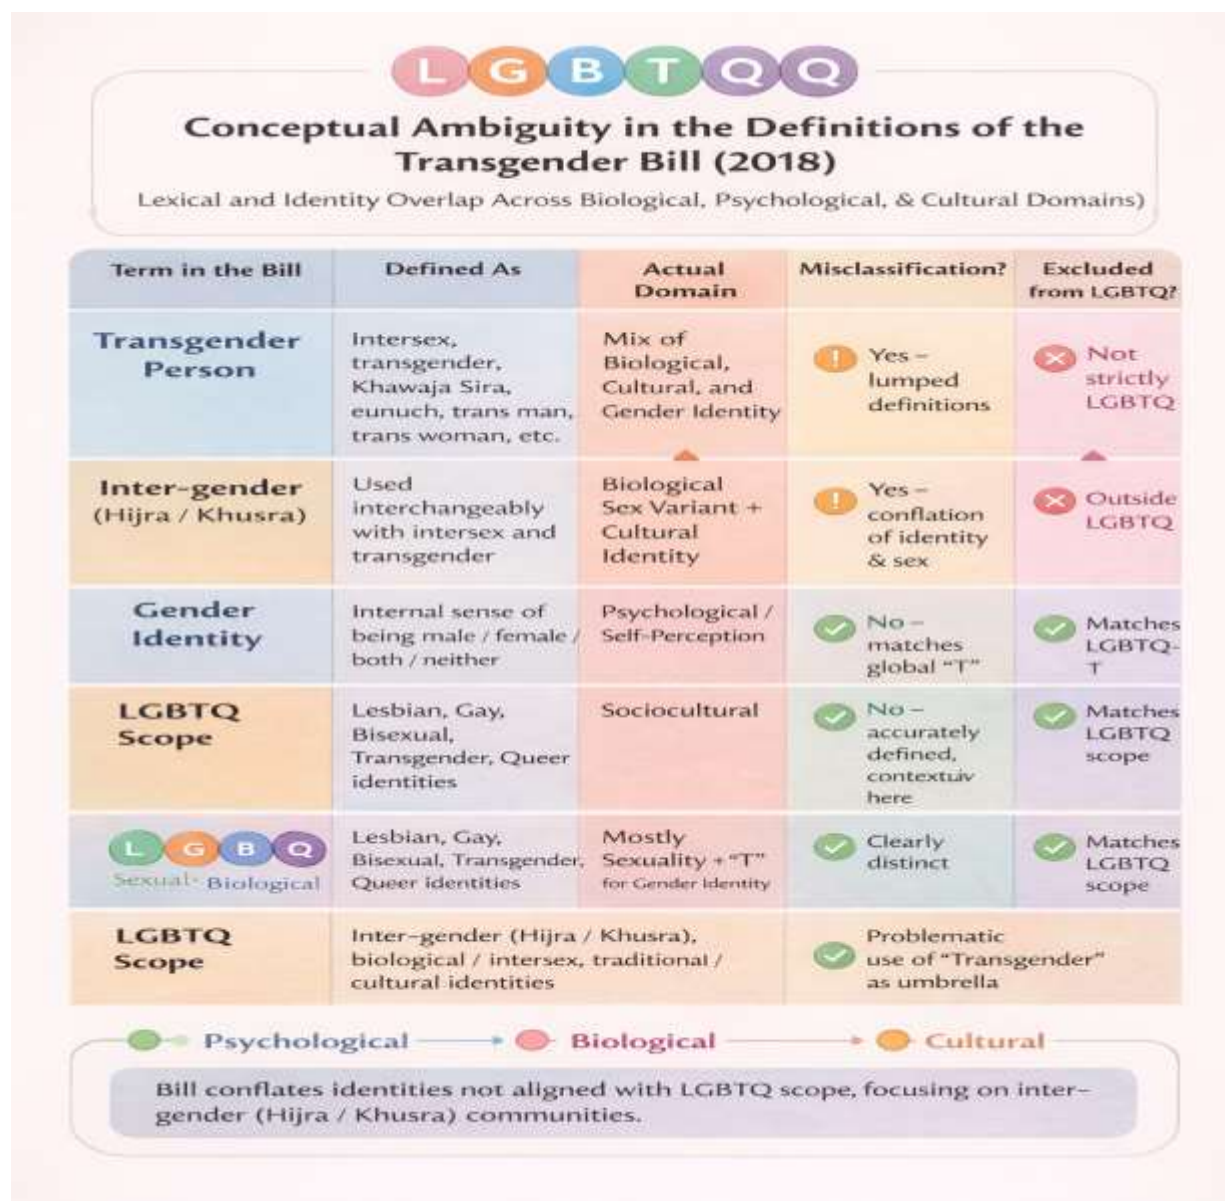 L G B T Q Q
Conceptual Ambiguity in the Definitions of the
Transgender Bill (2018)
Lexical and Identity Overlap Across Biological, Psychological, & Cultural Domains)
Term in the Bill
Defined As
Actual
Domain
Misclassification?
Excluded
from LGBTQ?
Transgender
Person
Intersex,
transgender,
Khawaja Sira,
eunuch, trans man,
trans woman, etc.
Mix of
Biological,
Cultural, and
Gender Identity
Yes –
lumped
definitions
Not
strictly
LGBTQ
Inter-gender
(Hijra / Khusra)
Used
interchangeably
with intersex and
transgender
Biological
Sex Variant +
Cultural
Identity
Yes –
conflation
of identity
& sex
Outside
LGBTQ
Gender
Identity
Internal sense of
being male / female /
both / neither
Psychological /
Self-Perception
No –
matches
global “T”
Matches
LGBTQ-
T
LGBTQ
Scope
Lesbian, Gay,
Bisexual,
Transgender, Queer
identities
Sociocultural
No –
accurately
defined,
here
Matches
LGBTQ
scope
L G B Q
Sexual· Biological
Lesbian, Gay,
Bisexual, Transgender,
Queer identities
Mostly
Sexuality + “T”
for Gender Identity
Clearly
distinct
Matches
LGBTQ
scope
LGBTQ
Scope
Inter-gender (Hijra / Khusra),
biological / intersex, traditional /
cultural identities
Problematic
use of “Transgender”
as umbrella
Psychological
Biological
Cultural
Bill conflates identities not aligned with LGBTQ scope, focusing on inter-
gender (Hijra / Khusra) communities.